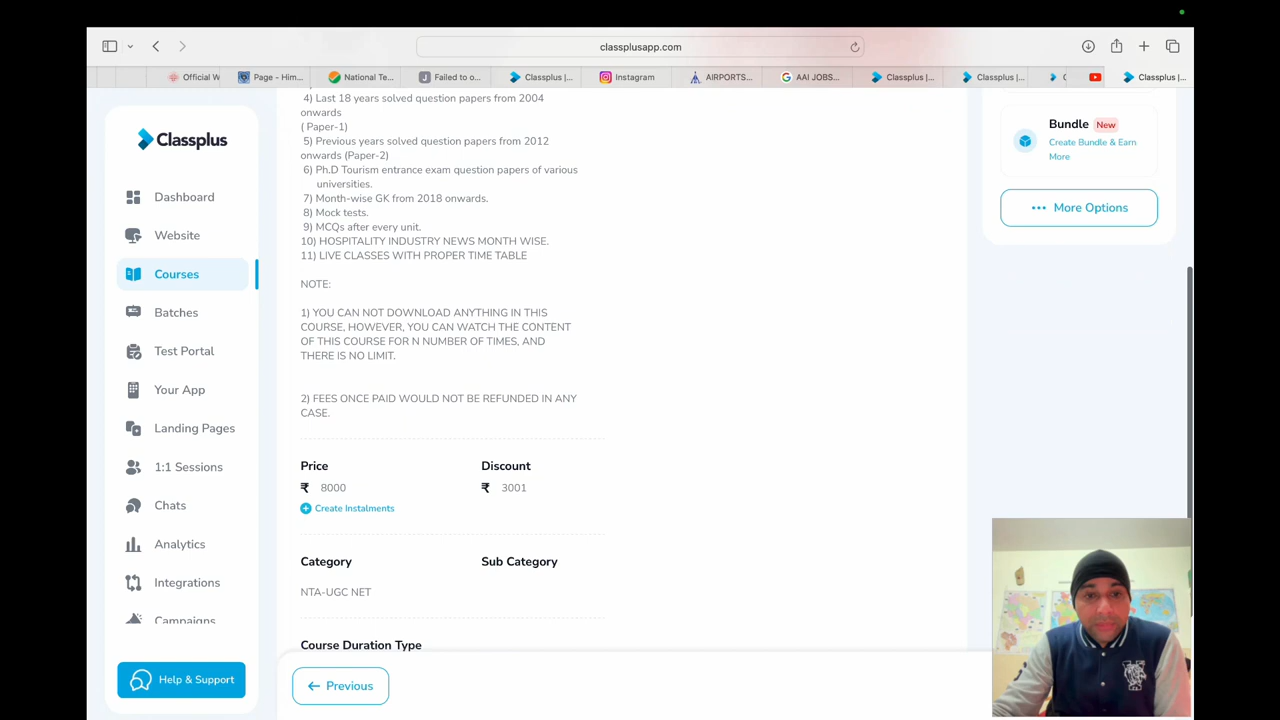 classplusapp.com
Official W
Page - Him...
National Te...
Failed to o...
Classplus |...
Instagram
AIRPORTS...
AAI JOBS...
Classplus |...
Classplus |...
Classplus |...
Classplus
Dashboard
Website
Courses
Batches
Test Portal
Your App
Landing Pages
1:1 Sessions
Chats
Analytics
Integrations
Campaigns
Help & Support
4) Last 18 years solved question papers from 2004
onwards
( Paper-1)
5) Previous years solved question papers from 2012
onwards (Paper-2)
6) Ph.D Tourism entrance exam question papers of various
universities.
7) Month-wise GK from 2018 onwards.
8) Mock tests.
9) MCQs after every unit.
10) HOSPITALITY INDUSTRY NEWS MONTH WISE.
11) LIVE CLASSES WITH PROPER TIME TABLE
NOTE:
1) YOU CAN NOT DOWNLOAD ANYTHING IN THIS
COURSE, HOWEVER, YOU CAN WATCH THE CONTENT
OF THIS COURSE FOR N NUMBER OF TIMES, AND
THERE IS NO LIMIT.
2) FEES ONCE PAID WOULD NOT BE REFUNDED IN ANY
CASE.
Price
Discount
₹ 8000
₹ 3001
Create Instalments
Category
Sub Category
NTA-UGC NET
Course Duration Type
Previous
Bundle New
Create Bundle & Earn
More
More Options